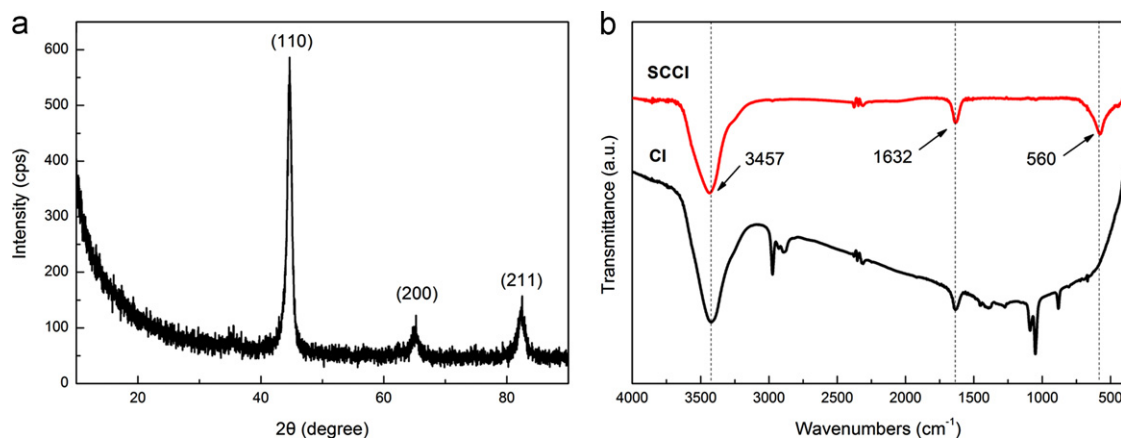 a
600
500
400
300
200
100
0
Intensity (cps)
(110)
(200)
(211)
20
40
60
80
2θ (degree)
b
SCCI
CI
3457
1632
560
Transmittance (a.u.)
4000 3500 3000 2500 2000 1500 1000 500
Wavenumbers (cm⁻¹)